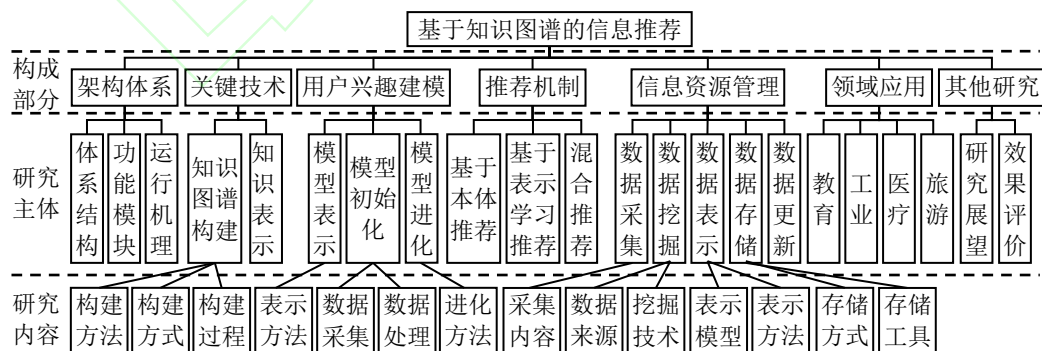 基于知识图谱的信息推荐
构成
部分
架构体系
关键技术
用户兴趣建模
推荐机制
信息资源管理
领域应用
其他研究
研究
主体
体系结构
功能模块
运行机理
知识
图谱
构建
知识表示
模型表示
模型
初始
化
模型进化
基于
本体
推荐
基于
表示
学习
推荐
混合推荐
数据采集
数据挖掘
数据表示
数据存储
数据更新
教育
工业
医疗
旅游
研究展望
效果评价
研究
内容
构建
方法
构建
方式
构建
过程
表示
方法
数据
采集
数据
处理
进化
方法
采集
内容
数据
来源
挖掘
技术
表示
模型
表示
方法
存储
方式
存储
工具